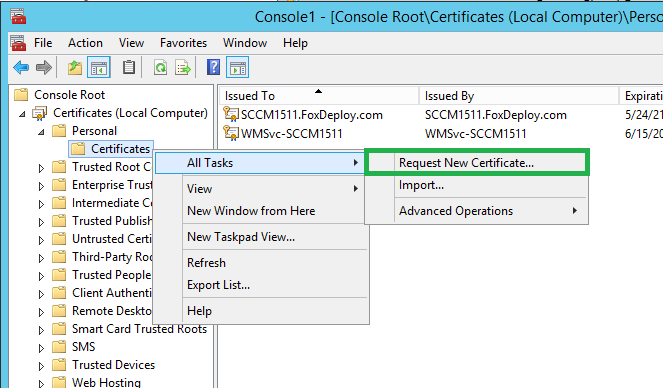 Console1 - [Console Root\Certificates (Local Computer)\Perso
File Action View Favorites Window Help
Console Root
Certificates (Local Computer)
Personal
Certificates
Trusted Root C
Enterprise Trust
Intermediate Ce
Trusted Publish
Untrusted Certi
Third-Party Roo
Trusted People
Client Authenti
Remote Deskto
Smart Card Trusted Roots
SMS
Trusted Devices
Web Hosting
Issued To Issued By Expiratio
SCCM1511.FoxDeploy.com SCCM1511.FoxDeploy.com 5/24/21
WMSvc-SCCM1511 WMSvc-SCCM1511 6/15/20
All Tasks
View
New Window from Here
New Taskpad View...
Refresh
Export List...
Help
Request New Certificate...
Import...
Advanced Operations